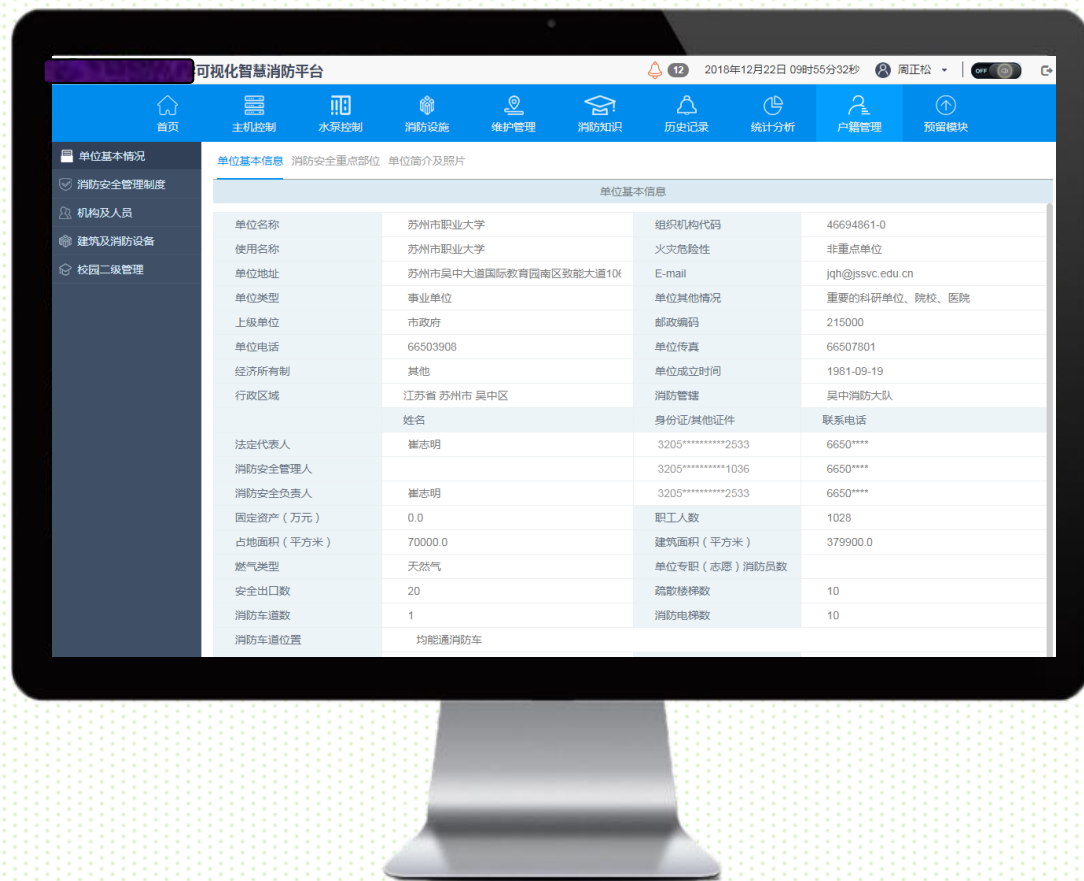 可视化智慧消防平台 12 2018年12月22日 09时55分32秒 周正松 OFF
首页 主机控制 水泵控制 消防设施 维护管理 消防知识 历史记录 统计分析 户籍管理 预留模块
单位基本情况
消防安全管理制度
机构及人员
建筑及消防设备
校园二级管理
单位基本信息 消防安全重点部位 单位简介及照片
单位基本信息
单位名称 苏州市职业大学 组织机构代码 46694861-0
使用名称 苏州市职业大学 火灾危险性 非重点单位
单位地址 苏州市吴中大道国际教育园南区致能大道106 E-mail jqh@jssvc.edu.cn
单位类型 事业单位 单位其他情况 重要的科研单位、院校、医院
上级单位 市政府 邮政编码 215000
单位电话 66503908 单位传真 66507801
经济所有制 其他 单位成立时间 1981-09-19
行政区域 江苏省 苏州市 吴中区 消防管辖 吴中消防大队
姓名 身份证/其他证件 联系电话
法定代表人 崔志明 3205**********2533 6650****
消防安全管理人 3205**********1036 6650****
消防安全负责人 崔志明 3205**********2533 6650****
固定资产（万元） 0.0 职工人数 1028
占地面积（平方米） 70000.0 建筑面积（平方米） 379900.0
燃气类型 天然气 单位专职（志愿）消防员数
安全出口数 20 疏散楼梯数 10
消防车道数 1 消防电梯数 10
消防车道位置 均能通消防车